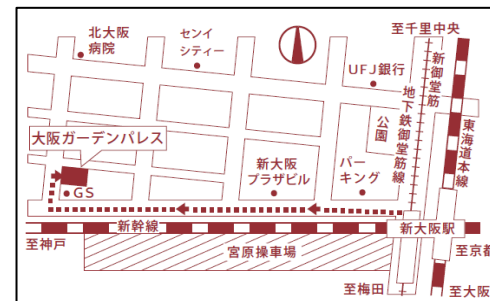 至千里中央
北大阪
病院
センイ
シティー
UFJ銀行
新御堂筋
地下鉄御堂筋線
東海道本線
公園
大阪ガーデンパレス
GS
新大阪
プラザビル
パー
キング
新幹線
新大阪駅
至神戸
宮原操車場
至京都
至梅田
至大阪